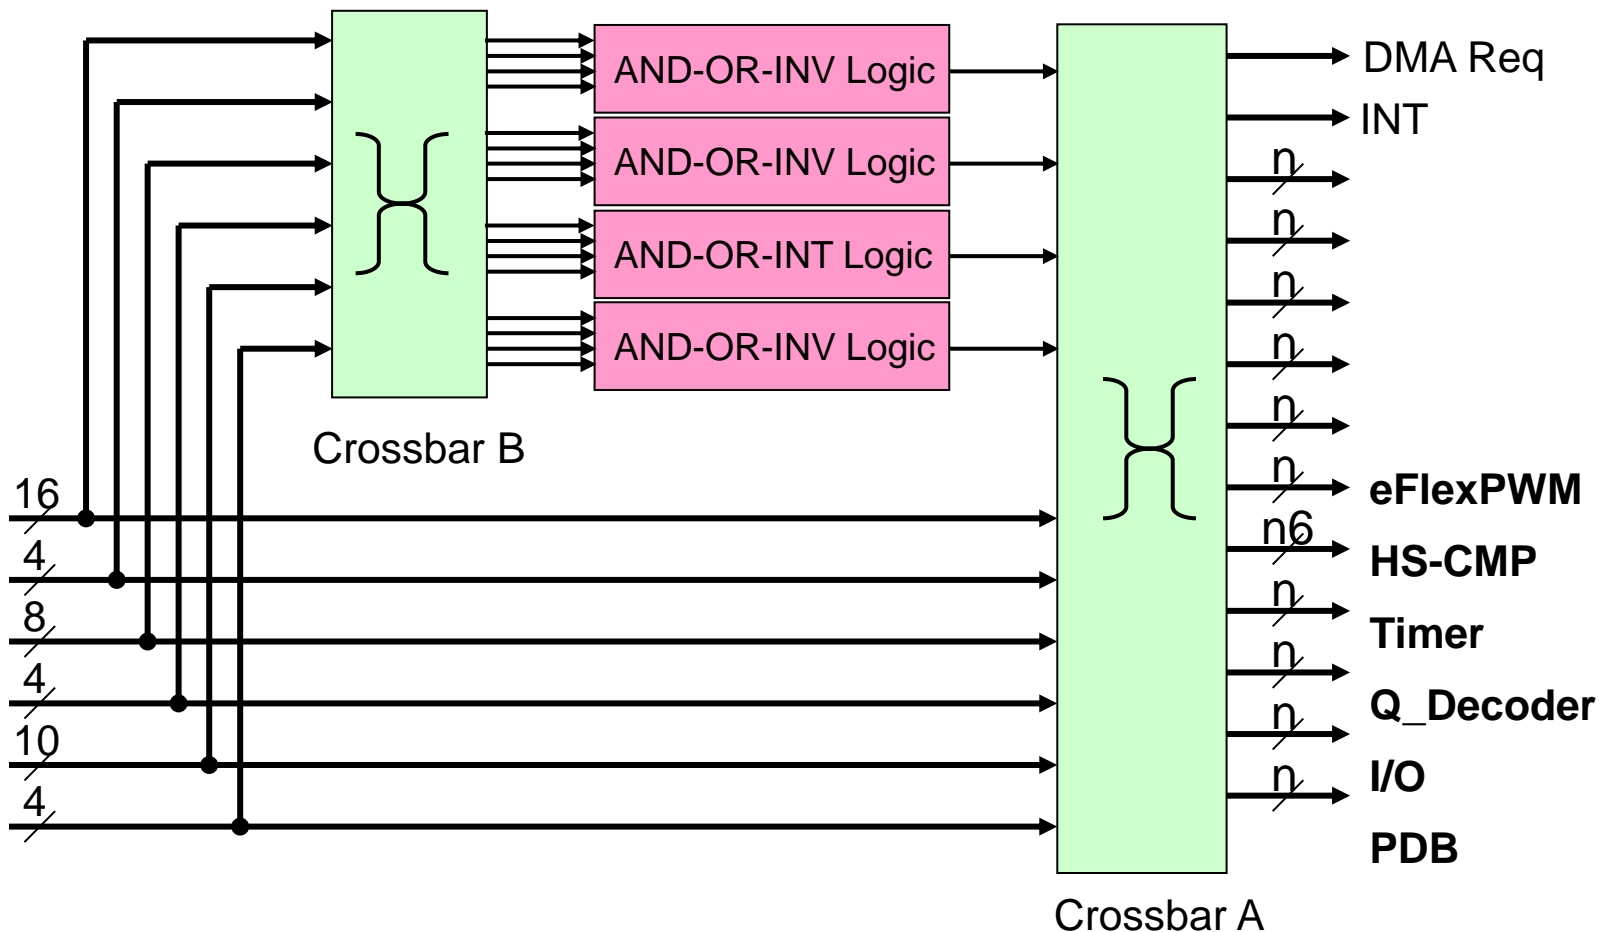 AND-OR-INV Logic
AND-OR-INV Logic
AND-OR-INT Logic
AND-OR-INV Logic
Crossbar B
16
4
8
4
10
4
DMA Req
INT
n
n
n
n
n
n
n6
n
n
n
n
eFlexPWM
HS-CMP
Timer
Q_Decoder
I/O
PDB
Crossbar A